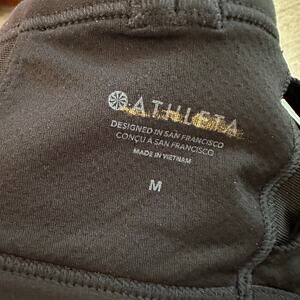 ATHLETA
DESIGNED IN SAN FRANCISCO
CONÇU A SAN FRANCISCO
MADE IN VIETNAM
M